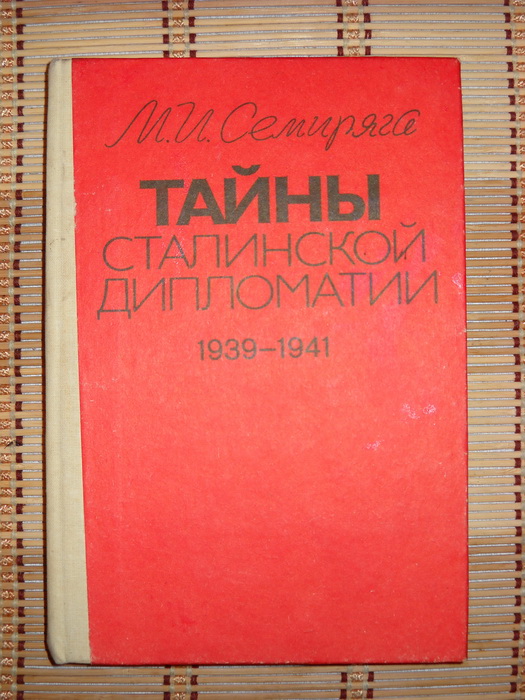 М.И. Семиряга
ТАЙНЫ
СТАЛИНСКОЙ
ДИПЛОМАТИИ
1939–1941